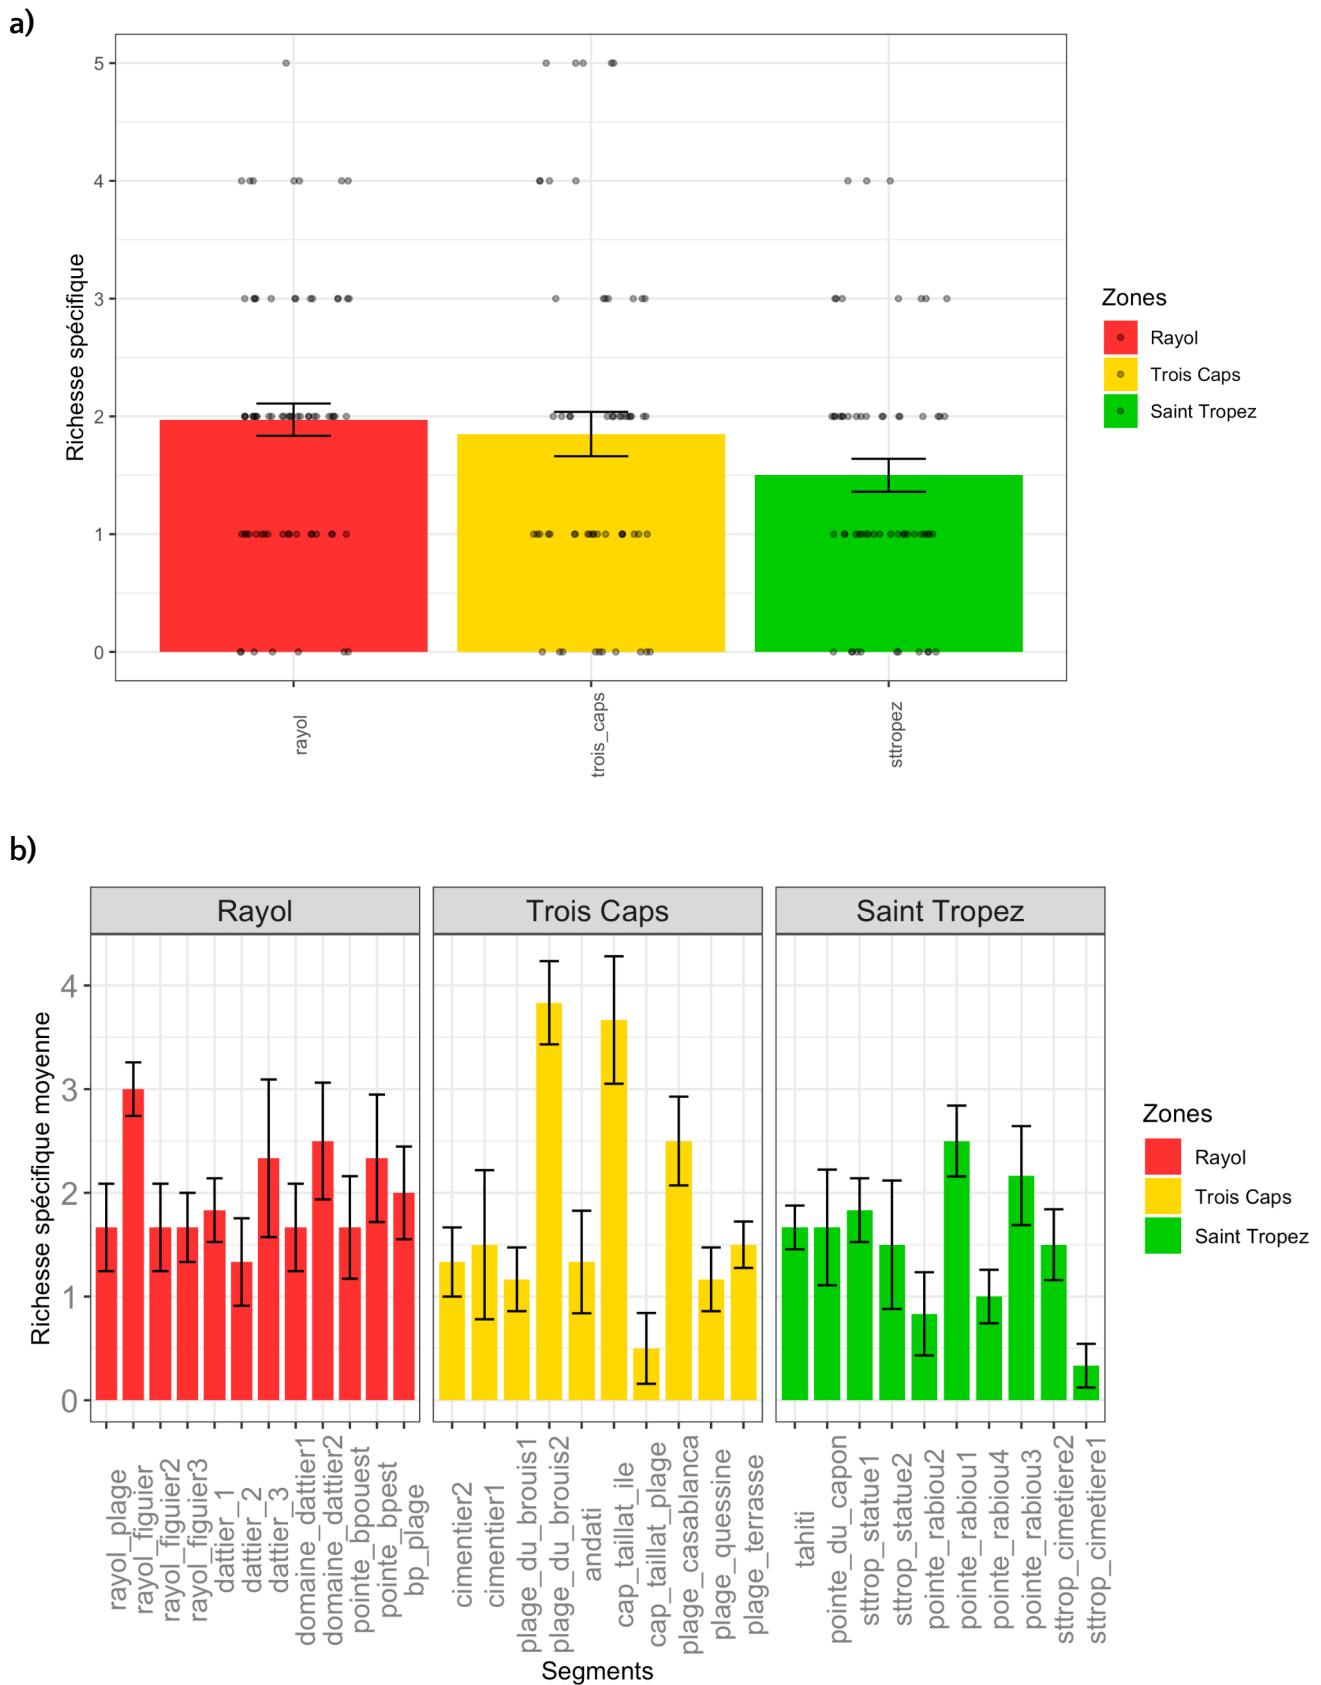 a)
Richesse spécifique
5
4
3
2
1
0
rayol
trois_caps
sttropez
Zones
Rayol
Trois Caps
Saint Tropez
b)
Rayol
Trois Caps
Saint Tropez
Richesse spécifique moyenne
4
3
2
1
0
rayol_plage
rayol_figuier
rayol_figuier2
rayol_figuier3
dattier_1
dattier_2
dattier_3
domaine_dattier1
domaine_dattier2
pointe_bpouest
pointe_bpest
bp_plage
cimentier2
cimentier1
plage_du_brouis1
plage_du_brouis2
andati
cap_taillat_ile
cap_taillat_plage
plage_casablanca
plage_quessine
plage_terrasse
tahiti
pointe_du_capon
sttrop_statue1
sttrop_statue2
pointe_rabiou2
pointe_rabiou1
pointe_rabiou4
pointe_rabiou3
sttrop_cimetiere2
sttrop_cimetiere1
Segments
Zones
Rayol
Trois Caps
Saint Tropez